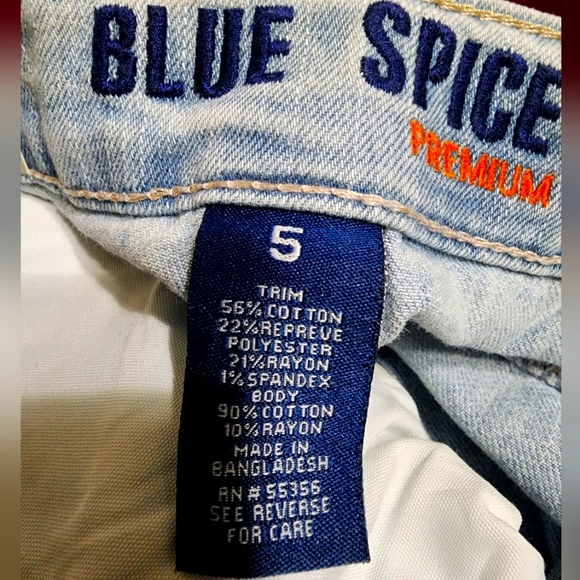 BLUE SPICE
PREMIUM
5
TRIM
56% COTTON
22% REPREVE
POLYESTER
21% RAYON
1% SPANDEX
BODY
90% COTTON
10% RAYON
MADE IN
BANGLADESH
RN # 55356
SEE REVERSE
FOR CARE